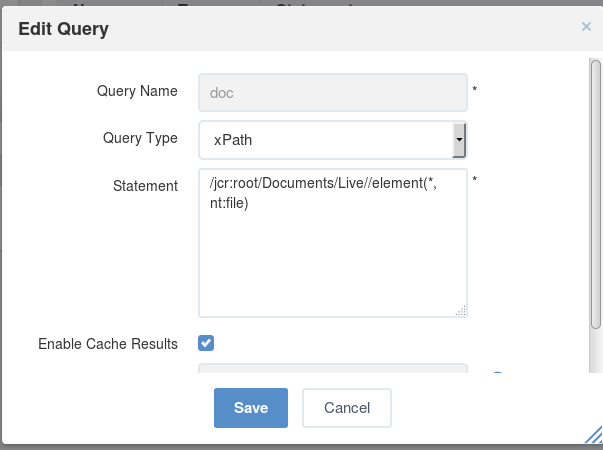 Edit Query
×
Query Name doc *
Query Type xPath
Statement /jcr:root/Documents/Live//element(*, *
nt:file)
Enable Cache Results
Save Cancel